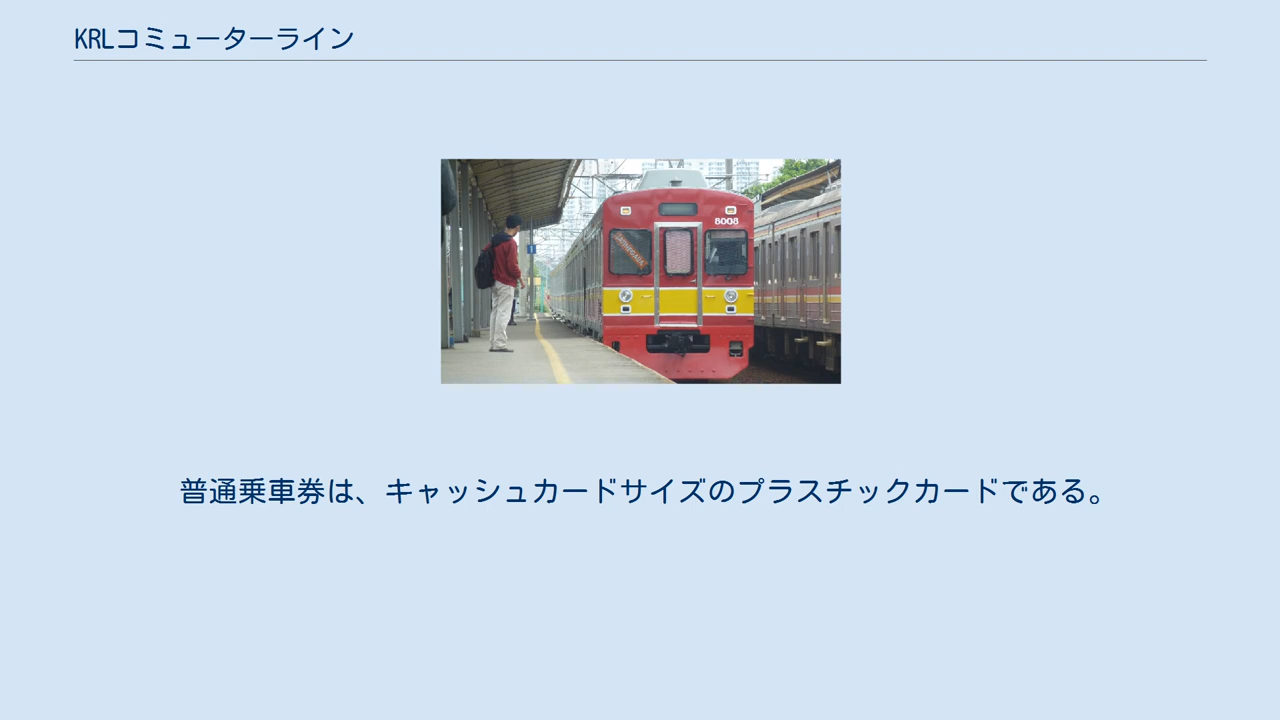 KRLコミューターライン
8003
普通乗車券は、キャッシュカードサイズのプラスチックカードである。